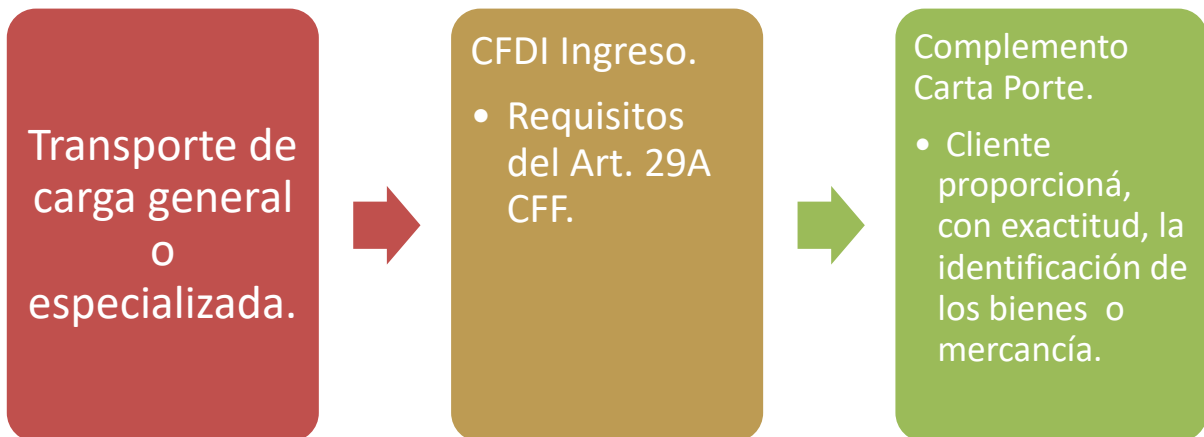 Transporte de
carga general
o
especializada.
CFDI Ingreso.
• Requisitos
del Art. 29A
CFF.
Complemento
Carta Porte.
• Cliente
proporcioná,
con exactitud, la
identificación de
los bienes o
mercancía.